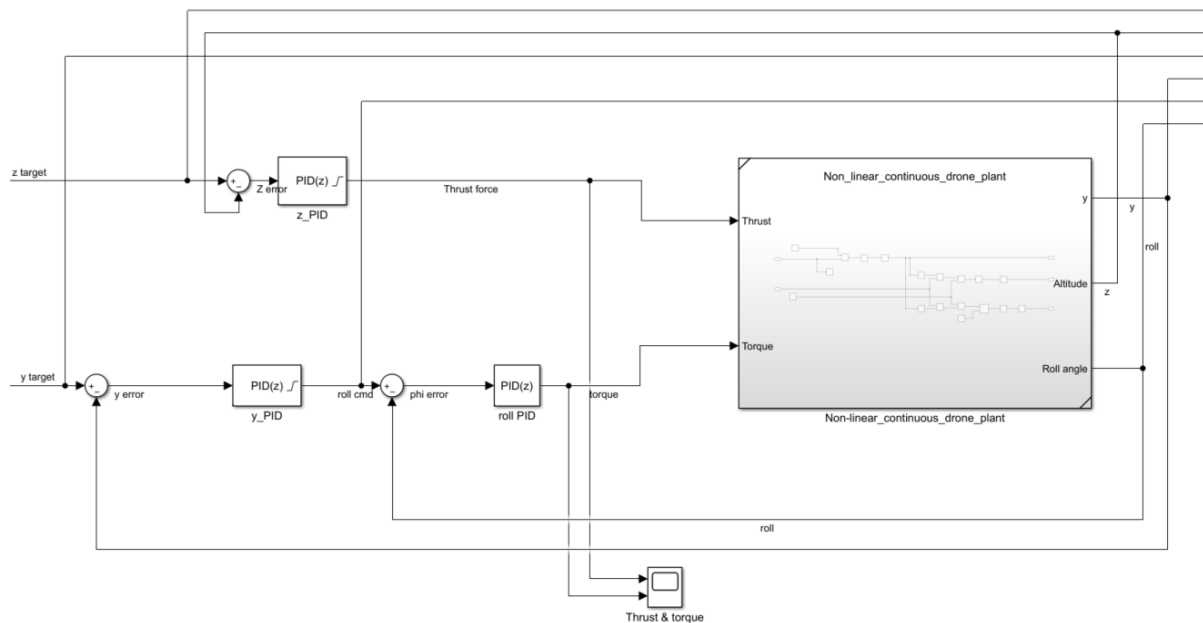 z target
+
−
Z error
PID(z)
z_PID
Thrust force
Non_linear_continuous_drone_plant
Thrust
Torque
y
Altitude
Roll angle
Non-linear_continuous_drone_plant
y
roll
z
y target
+
−
y error
PID(z)
y_PID
roll cmd
+
−
phi error
PID(z)
roll PID
torque
roll
Thrust & torque